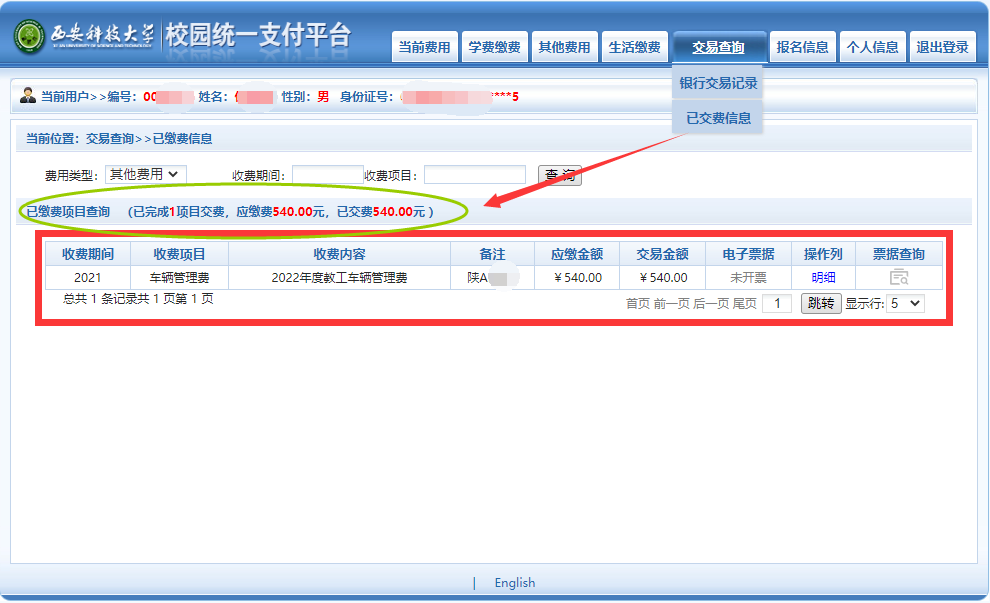 西安科技大学 校园统一支付平台
XI'AN UNIVERSITY OF SCIENCE AND TECHNOLOGY
当前费用 学费缴费 其他费用 生活缴费 交易查询 报名信息 个人信息 退出登录
银行交易记录
已交费信息
当前用户>>编号：00 姓名： 性别：男 身份证号： ***5
当前位置：交易查询>>已缴费信息
费用类型： 其他费用 收费期间： 收费项目： 查 询
已缴费项目查询 （已完成1项目交费，应缴费540.00元，已交费540.00元 ）
收费期间 收费项目 收费内容 备注 应缴金额 交易金额 电子票据 操作列 票据查询
2021 车辆管理费 2022年度教工车辆管理费 陕A ￥540.00 ￥540.00 未开票 明细
总共 1 条记录共 1 页第 1 页
首页 前一页 后一页 尾页 1 跳转 显示行: 5
| English